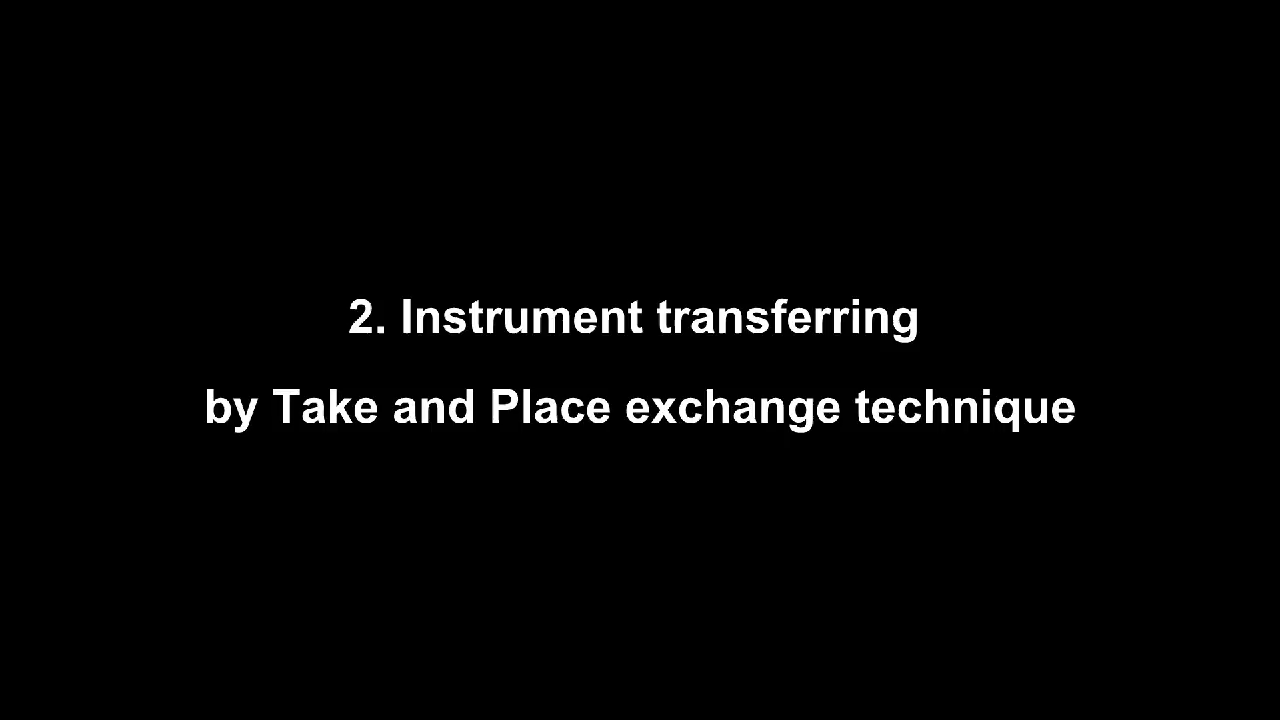 2. Instrument transferring
by Take and Place exchange technique